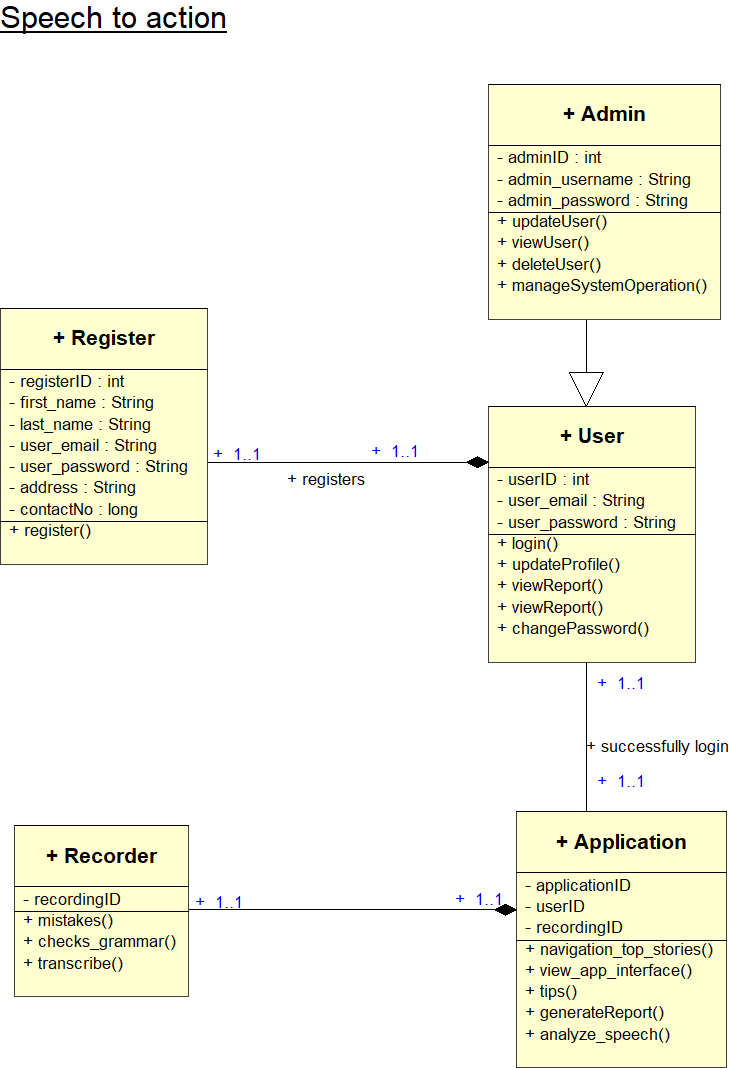 Speech to action
+ Admin
- adminID : int
- admin_username : String
- admin_password : String
+ updateUser()
+ viewUser()
+ deleteUser()
+ manageSystemOperation()
+ Register
- registerID : int
- first_name : String
- last_name : String
- user_email : String
- user_password : String
- address : String
- contactNo : long
+ register()
+ 1..1
+ 1..1
+ registers
+ User
- userID : int
- user_email : String
- user_password : String
+ login()
+ updateProfile()
+ viewReport()
+ viewReport()
+ changePassword()
+ 1..1
+ successfully login
+ 1..1
+ Recorder
- recordingID
+ mistakes()
+ checks_grammar()
+ transcribe()
+ 1..1
+ 1..1
+ Application
- applicationID
- userID
- recordingID
+ navigation_top_stories()
+ view_app_interface()
+ tips()
+ generateReport()
+ analyze_speech()